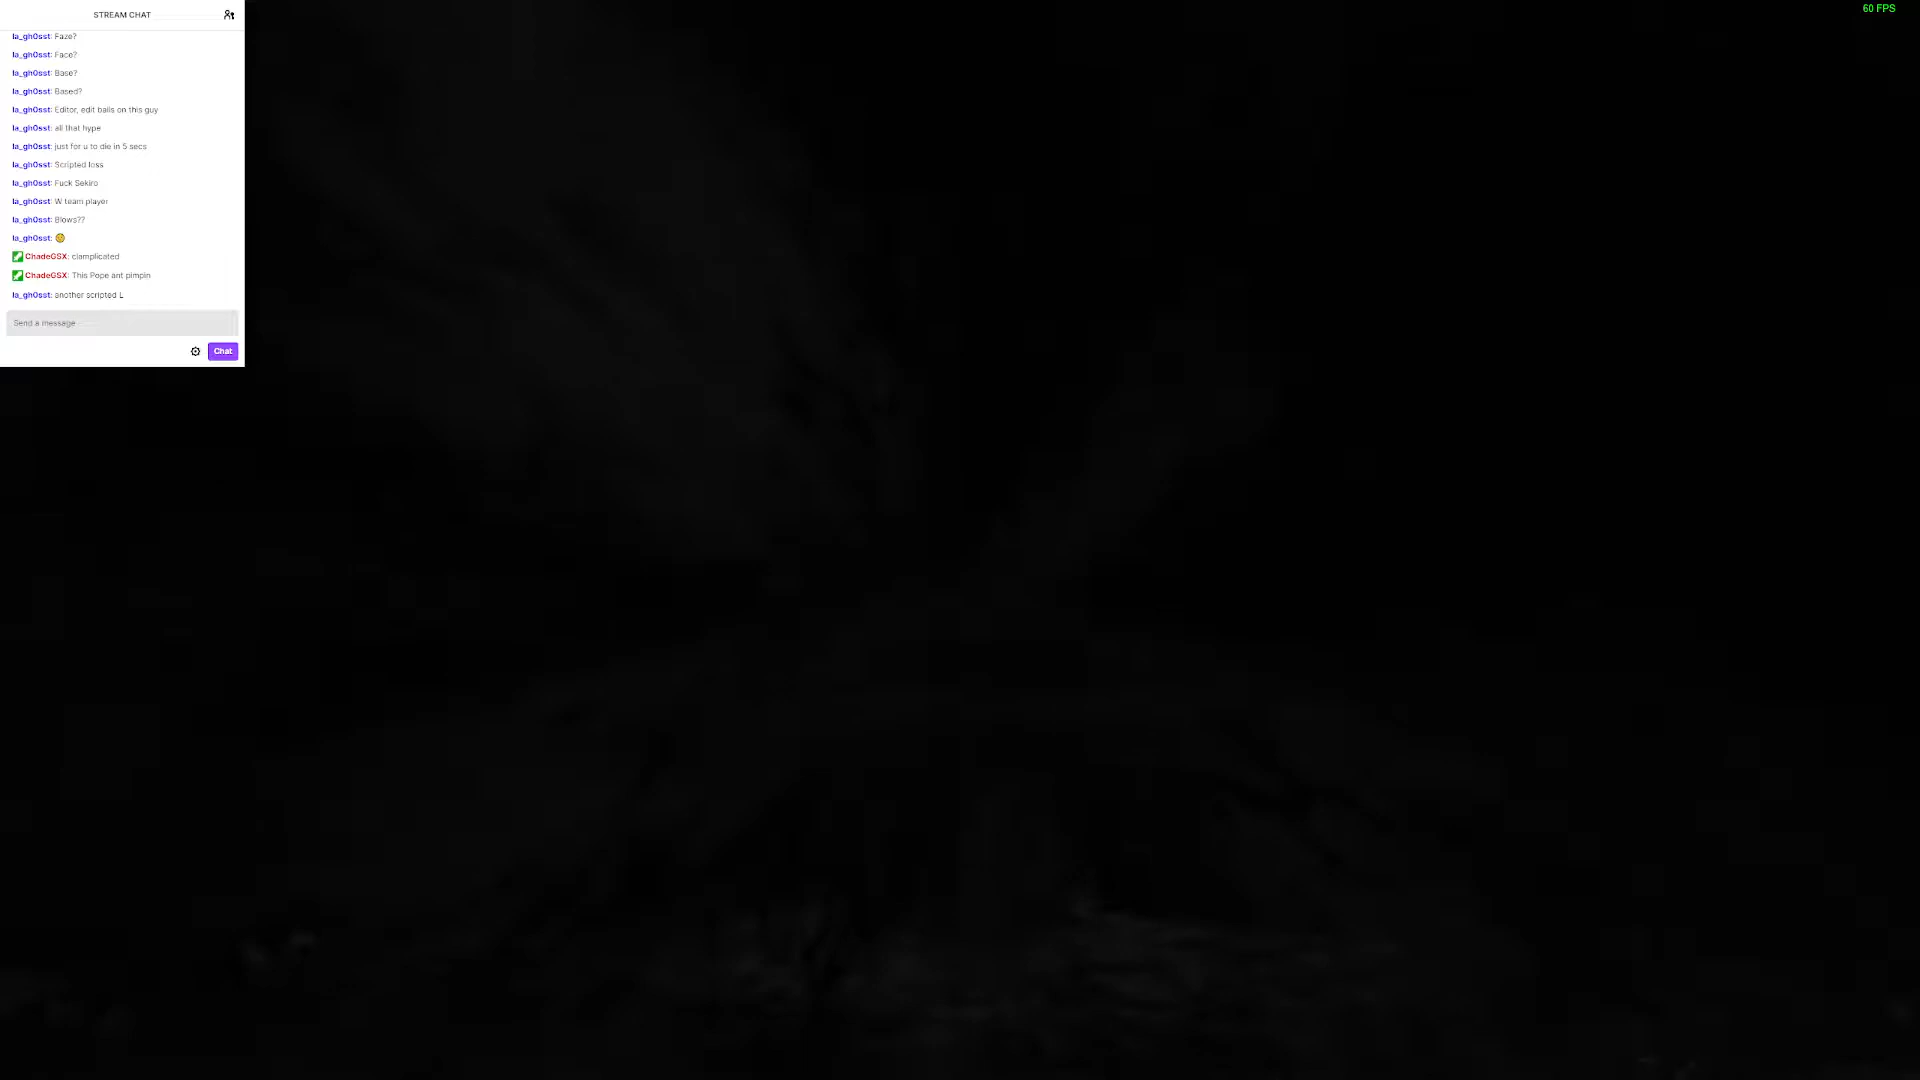 STREAM CHAT
60 FPS
la_gh0sst: Faze?
la_gh0sst: Face?
la_gh0sst: Base?
la_gh0sst: Based?
la_gh0sst: Editor, edit balls on this guy
la_gh0sst: all that hype
la_gh0sst: just for u to die in 5 secs
la_gh0sst: Scripted loss
la_gh0sst: Fuck Sekiro
la_gh0sst: W team player
la_gh0sst: Blows??
la_gh0sst:
ChadeGSX: clamplicated
ChadeGSX: This Pope ant pimpin
la_gh0sst: another scripted L
Send a message
Chat